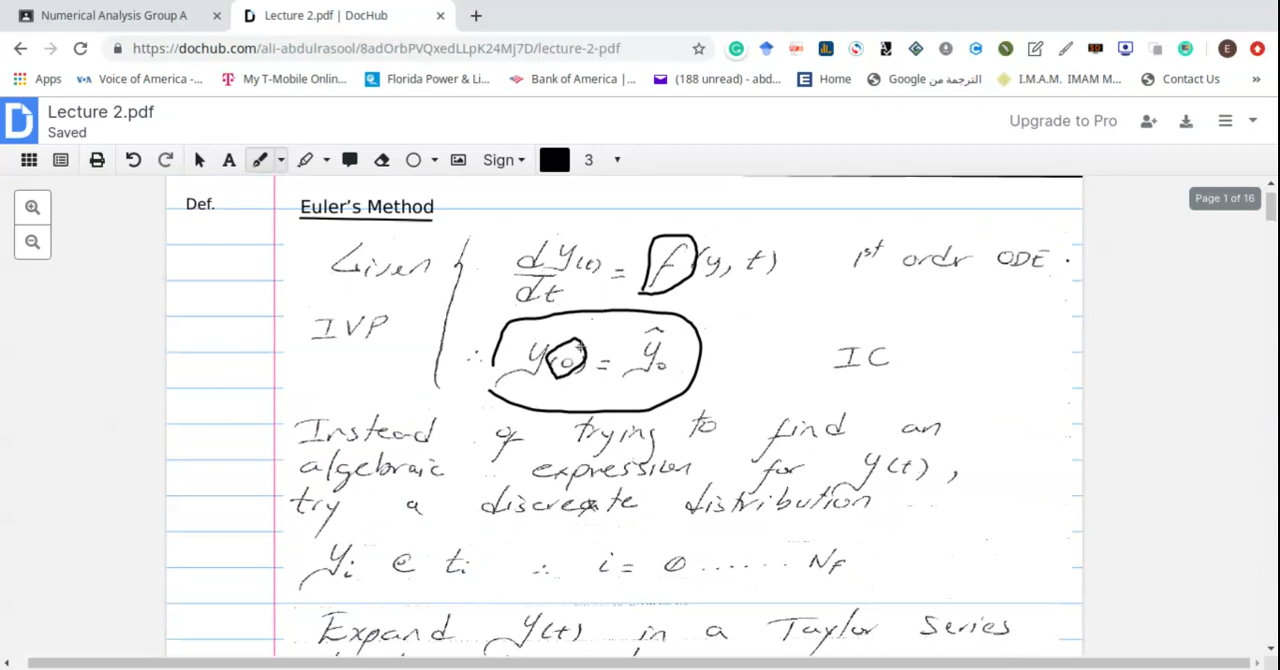 Numerical Analysis Group A
Lecture 2.pdf | DocHub
https://dochub.com/ali-abdulrasool/8adOrbPVQxedLLpK24Mj7D/lecture-2-pdf
Apps Voice of America -... My T-Mobile Onlin... Florida Power & Li... Bank of America |... (188 unread) - abd... Home الترجمة من Google I.M.A.M. IMAM M... Contact Us »
Lecture 2.pdf
Saved
Upgrade to Pro
Sign 3
Page 1 of 16
Def. Euler's Method
Given { d y(t) / dt = f(y, t) 1st ordr ODE.
IVP ∴ y(0) = ŷ₀ IC
Instead of trying to find an
algebraic expression for y(t),
try a discreate distribution
yi @ ti ∴ i = 0 ...... NF
Expand y(t) in a Taylor Series